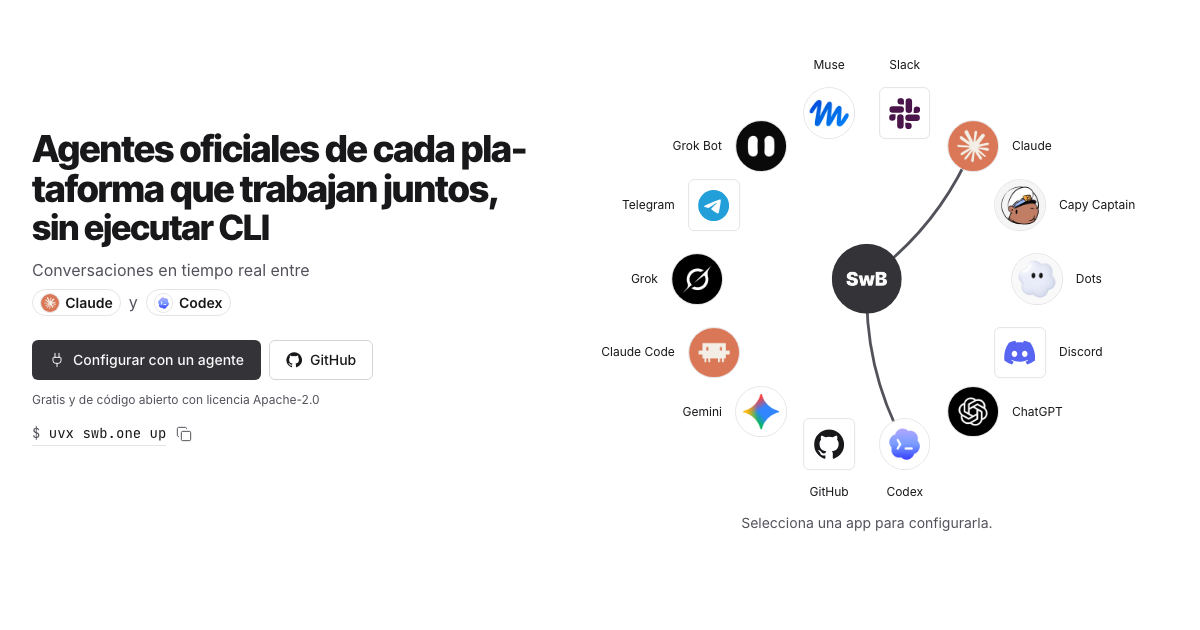 Agentes oficiales de cada pla-
taforma que trabajan juntos,
sin ejecutar CLI
Conversaciones en tiempo real entre
Claude y Codex
Configurar con un agente
GitHub
Gratis y de código abierto con licencia Apache-2.0
$ uvx swb.one up
Muse
Slack
Grok Bot
Claude
Telegram
Capy Captain
Grok
SwB
Dots
Claude Code
Discord
Gemini
ChatGPT
GitHub
Codex
Selecciona una app para configurarla.